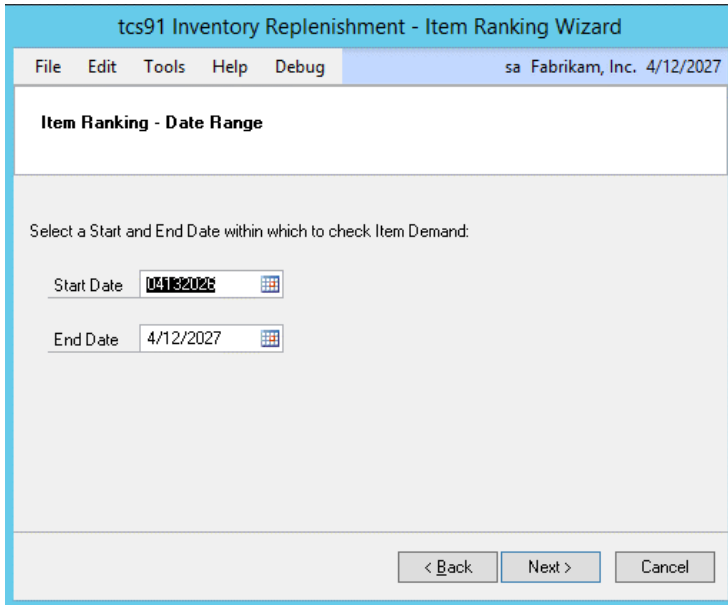 tcs91 Inventory Replenishment - Item Ranking Wizard
File Edit Tools Help Debug sa Fabrikam, Inc. 4/12/2027
Item Ranking - Date Range
Select a Start and End Date within which to check Item Demand:
Start Date 04132026
End Date 4/12/2027
< Back Next > Cancel